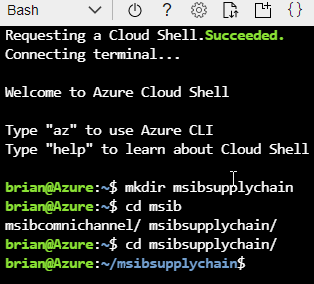 Bash
Requesting a Cloud Shell.Succeeded.
Connecting terminal...
Welcome to Azure Cloud Shell
Type "az" to use Azure CLI
Type "help" to learn about Cloud Shell
brian@Azure:~$ mkdir msibsupplychain
brian@Azure:~$ cd msib
msibcomnichannel/ msibsupplychain/
brian@Azure:~$ cd msibsupplychain/
brian@Azure:~/msibsupplychain$